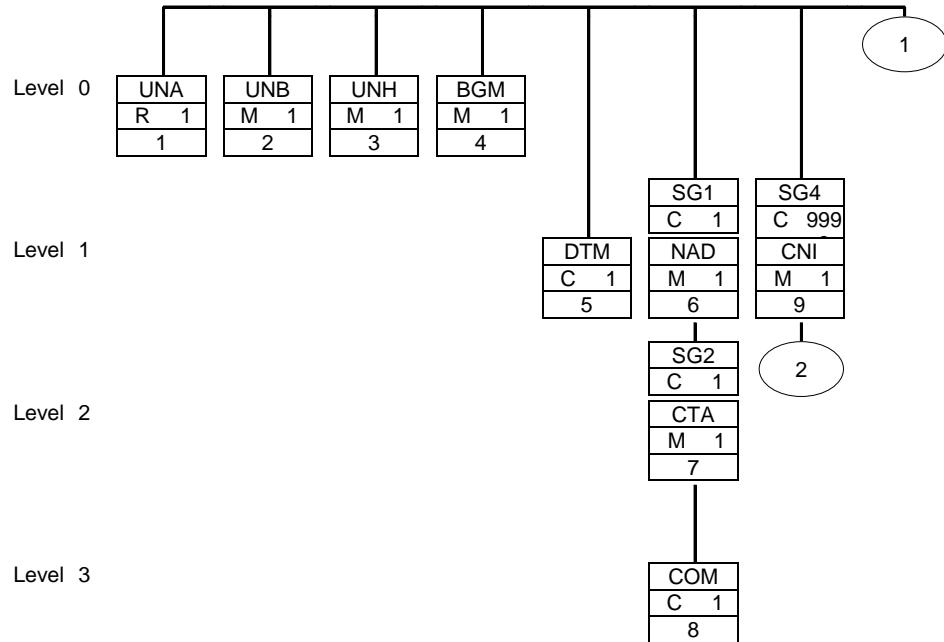 1
Level 0
UNA UNB UNH BGM
R 1 M 1 M 1 M 1
1 2 3 4
SG1 SG4
C 1 C 999
Level 1
DTM NAD CNI
C 1 M 1 M 1
5 6 9
SG2 2
C 1
Level 2
CTA
M 1
7
Level 3
COM
C 1
8